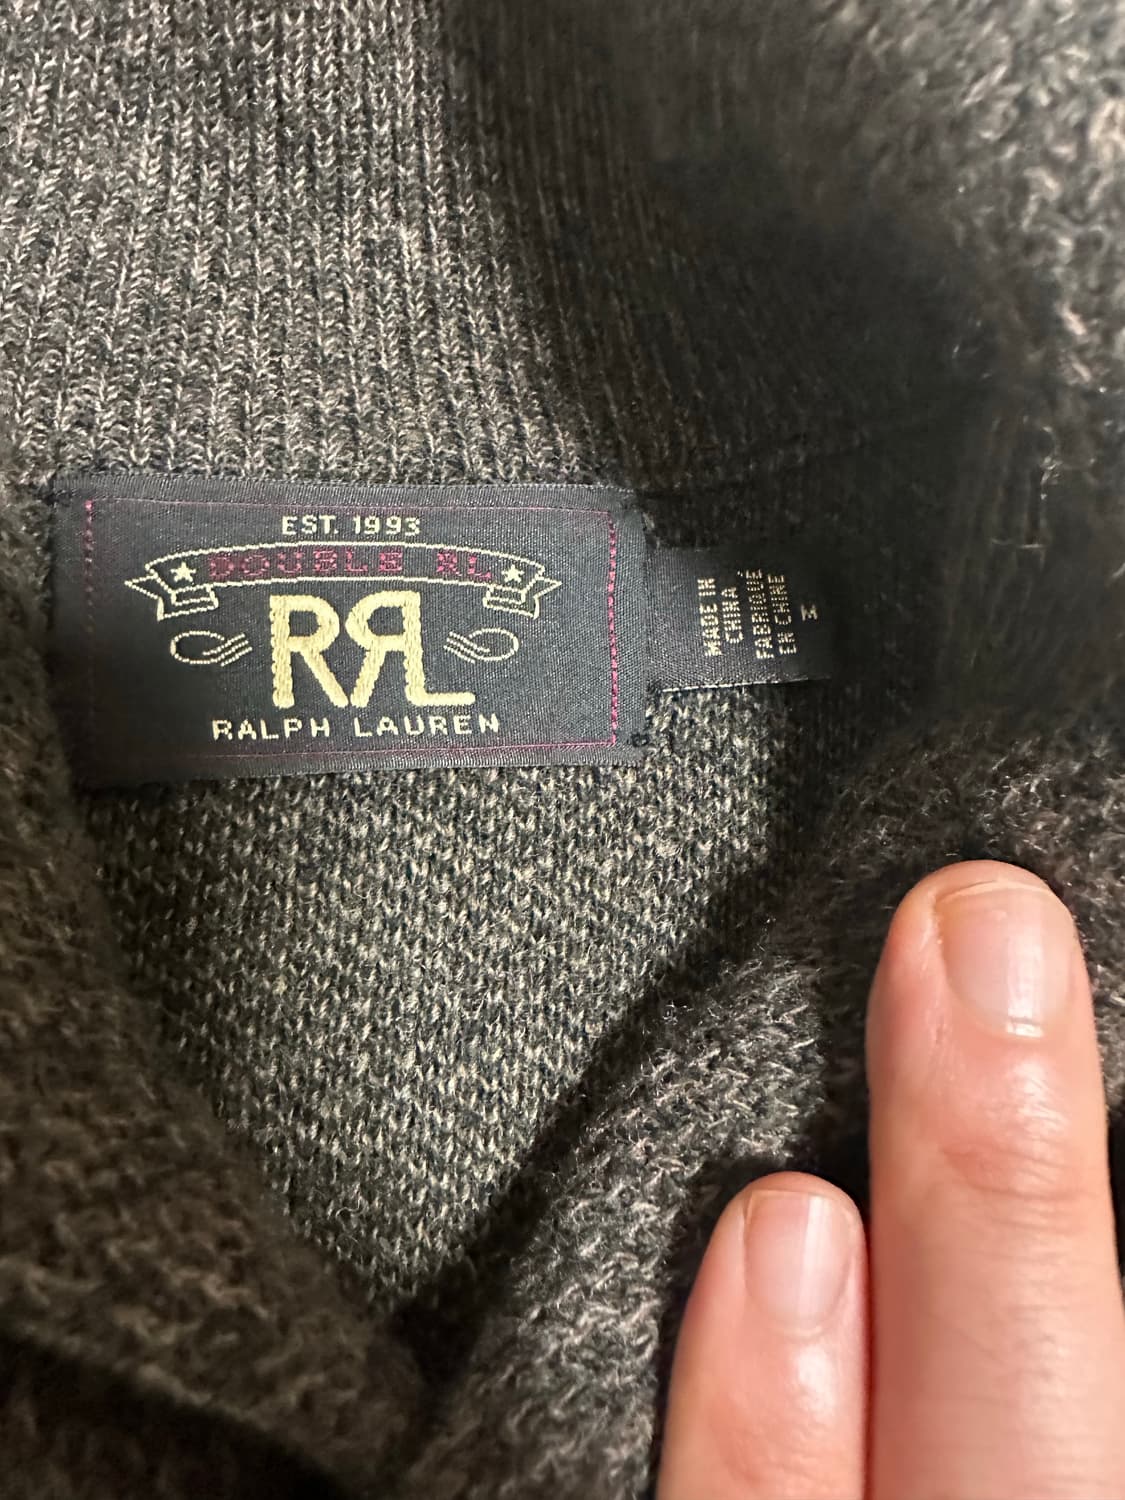 EST. 1993
DOUBLE RL
RRL
RALPH LAUREN
MADE IN
CHINA
FABRIQUÉ
EN CHINE
M